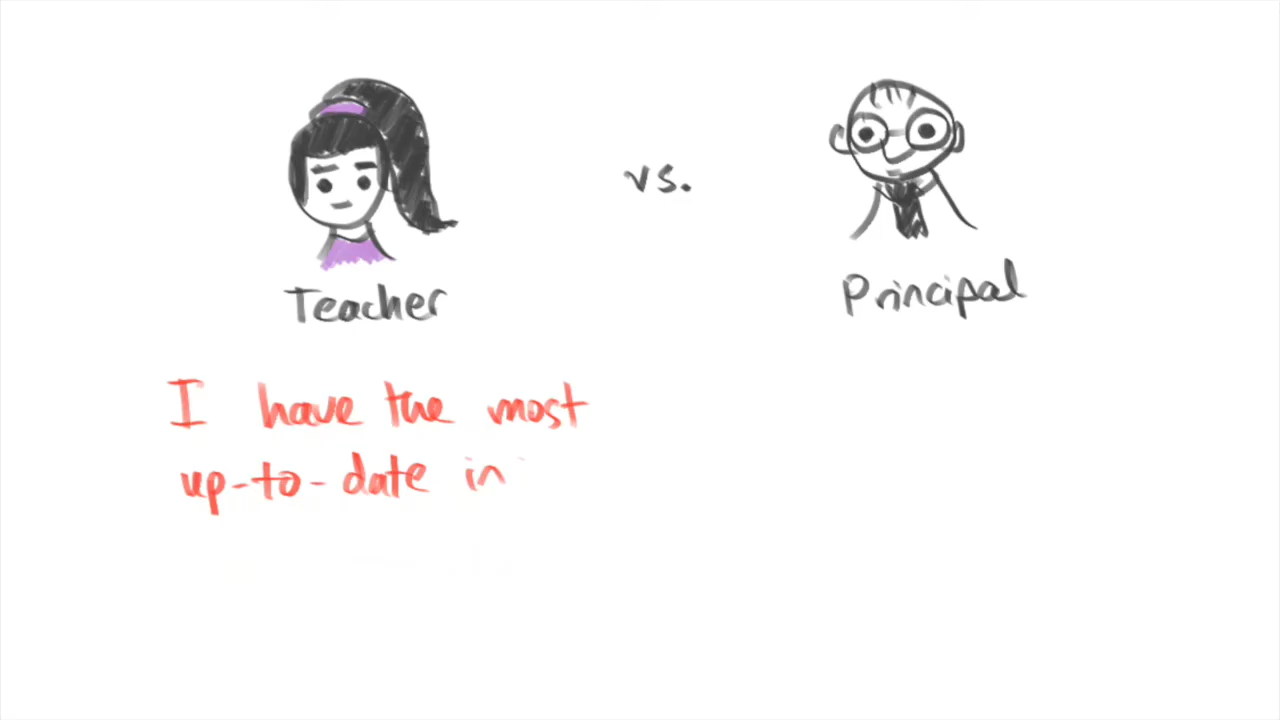 vs.
Teacher
Principal
I have the most
up-to-date in